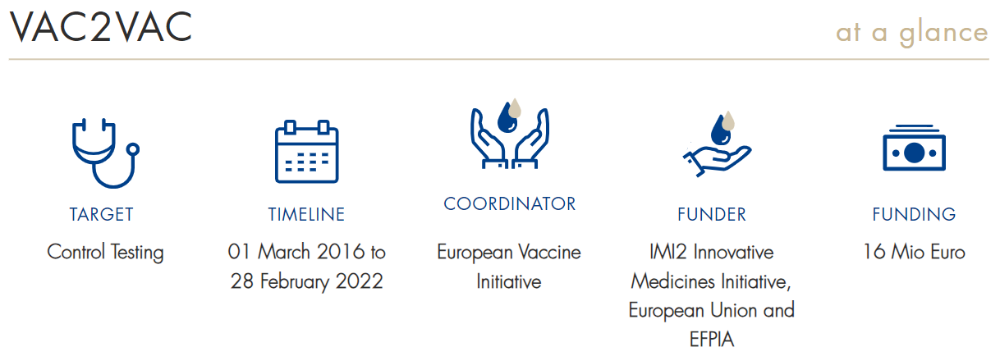 VAC2VAC
at a glance
TARGET
Control Testing
TIMELINE
01 March 2016 to
28 February 2022
COORDINATOR
European Vaccine
Initiative
FUNDER
IMI2 Innovative
Medicines Initiative,
European Union and
EFPIA
FUNDING
16 Mio Euro